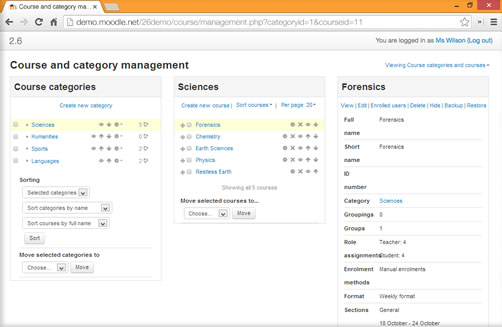 Course and category ma...
demo.moodle.net/26demo/course/management.php?categoryid=1&courseid=11
2.6
You are logged in as Ms Wilson (Log out)
Course and category management
Viewing Course categories and courses
Course categories
Create new category
Sciences 5
Humanities 0
Sports 2
Languages 2
Sorting
Selected categories
Sort categories by name
Sort courses by full name
Sort
Move selected categories to
Choose...
Move
Sciences
Create new course | Sort courses | Per page: 20
Forensics
Chemistry
Earth Sciences
Physics
Restless Earth
Showing all 5 courses
Move selected courses to...
Choose...
Move
Forensics
View | Edit | Enrolled users | Delete | Hide | Backup | Restore
Full name Forensics
Short name Forensics
ID number
Category Sciences
Groupings 0
Groups 1
Role assignments Teacher: 4
Student: 4
Enrolment methods Manual enrolments
Format Weekly format
Sections General
18 October - 24 October